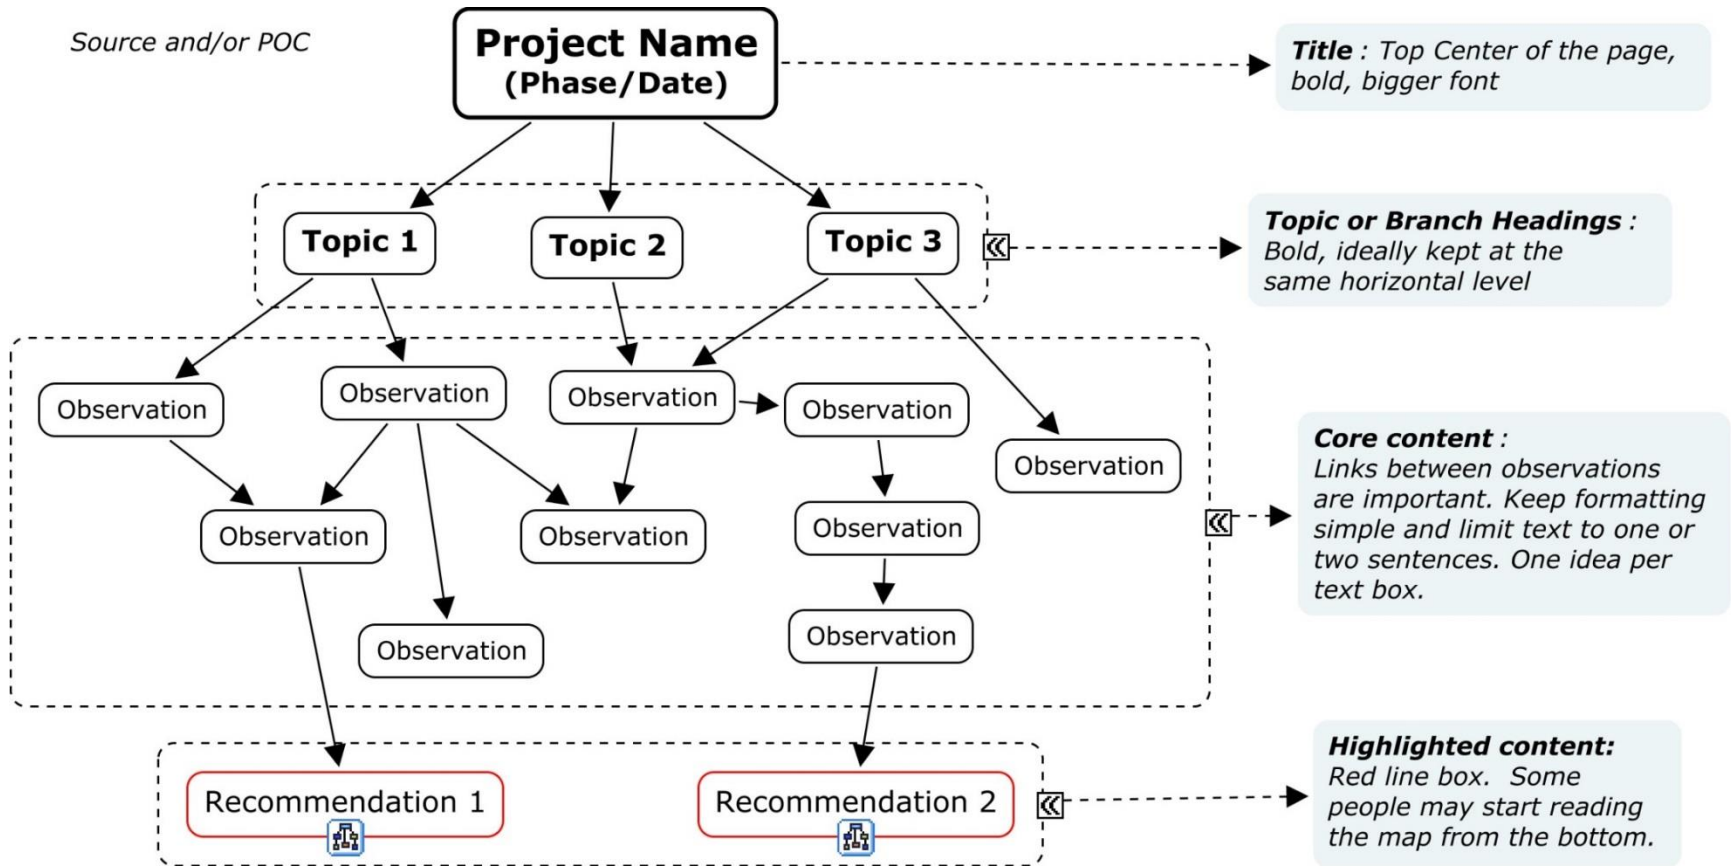 Source and/or POC
Project Name
(Phase/Date)
Title : Top Center of the page,
bold, bigger font
Topic 1
Topic 2
Topic 3
Topic or Branch Headings :
Bold, ideally kept at the
same horizontal level
Observation
Observation
Observation
Observation
Observation
Observation
Observation
Observation
Observation
Observation
Core content :
Links between observations
are important. Keep formatting
simple and limit text to one or
two sentences. One idea per
text box.
Recommendation 1
Recommendation 2
Highlighted content:
Red line box.  Some
people may start reading
the map from the bottom.